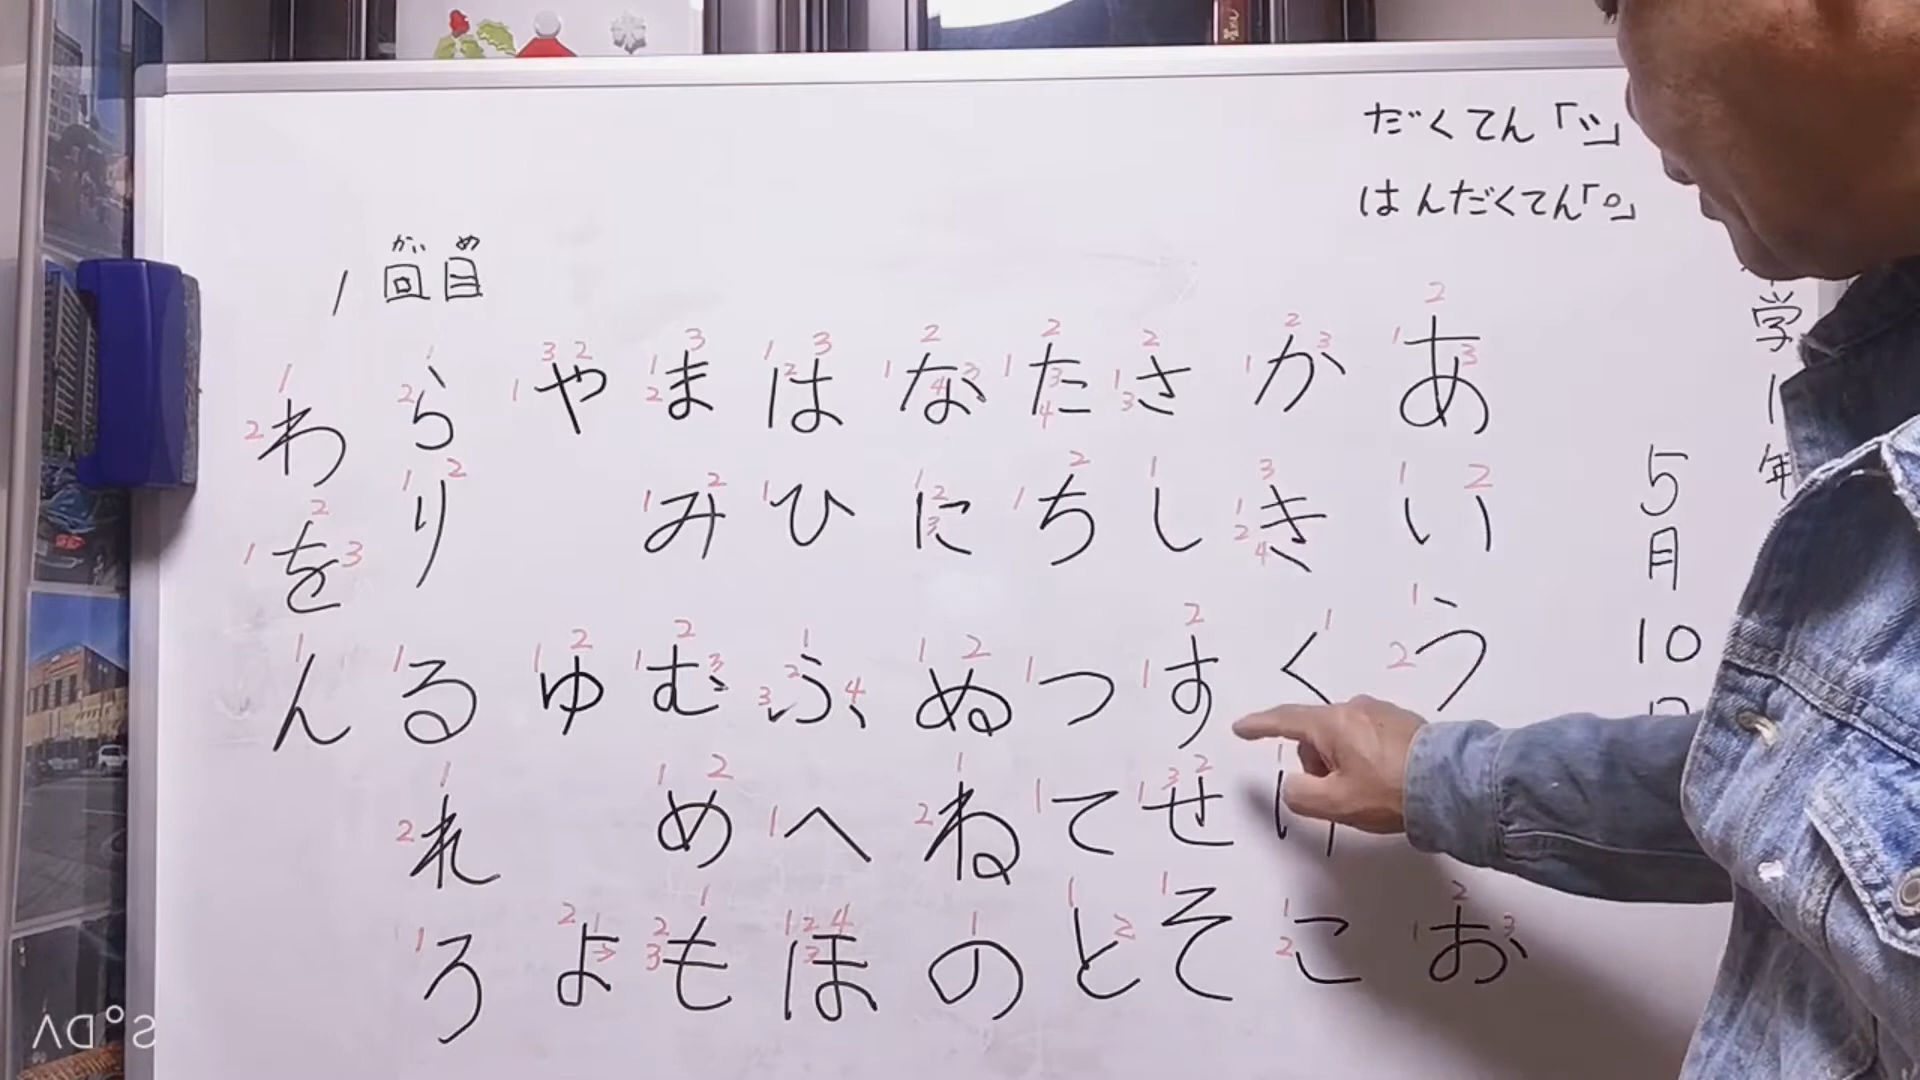 だくてん「゛」
はんだくてん「゜」
学1年
5月10
かい め
1回目
あいうお
かきくけこ
さしすせそ
たちつてと
なにぬねの
はひふへほ
まみむめも
やゆよ
らりるれろ
わをん